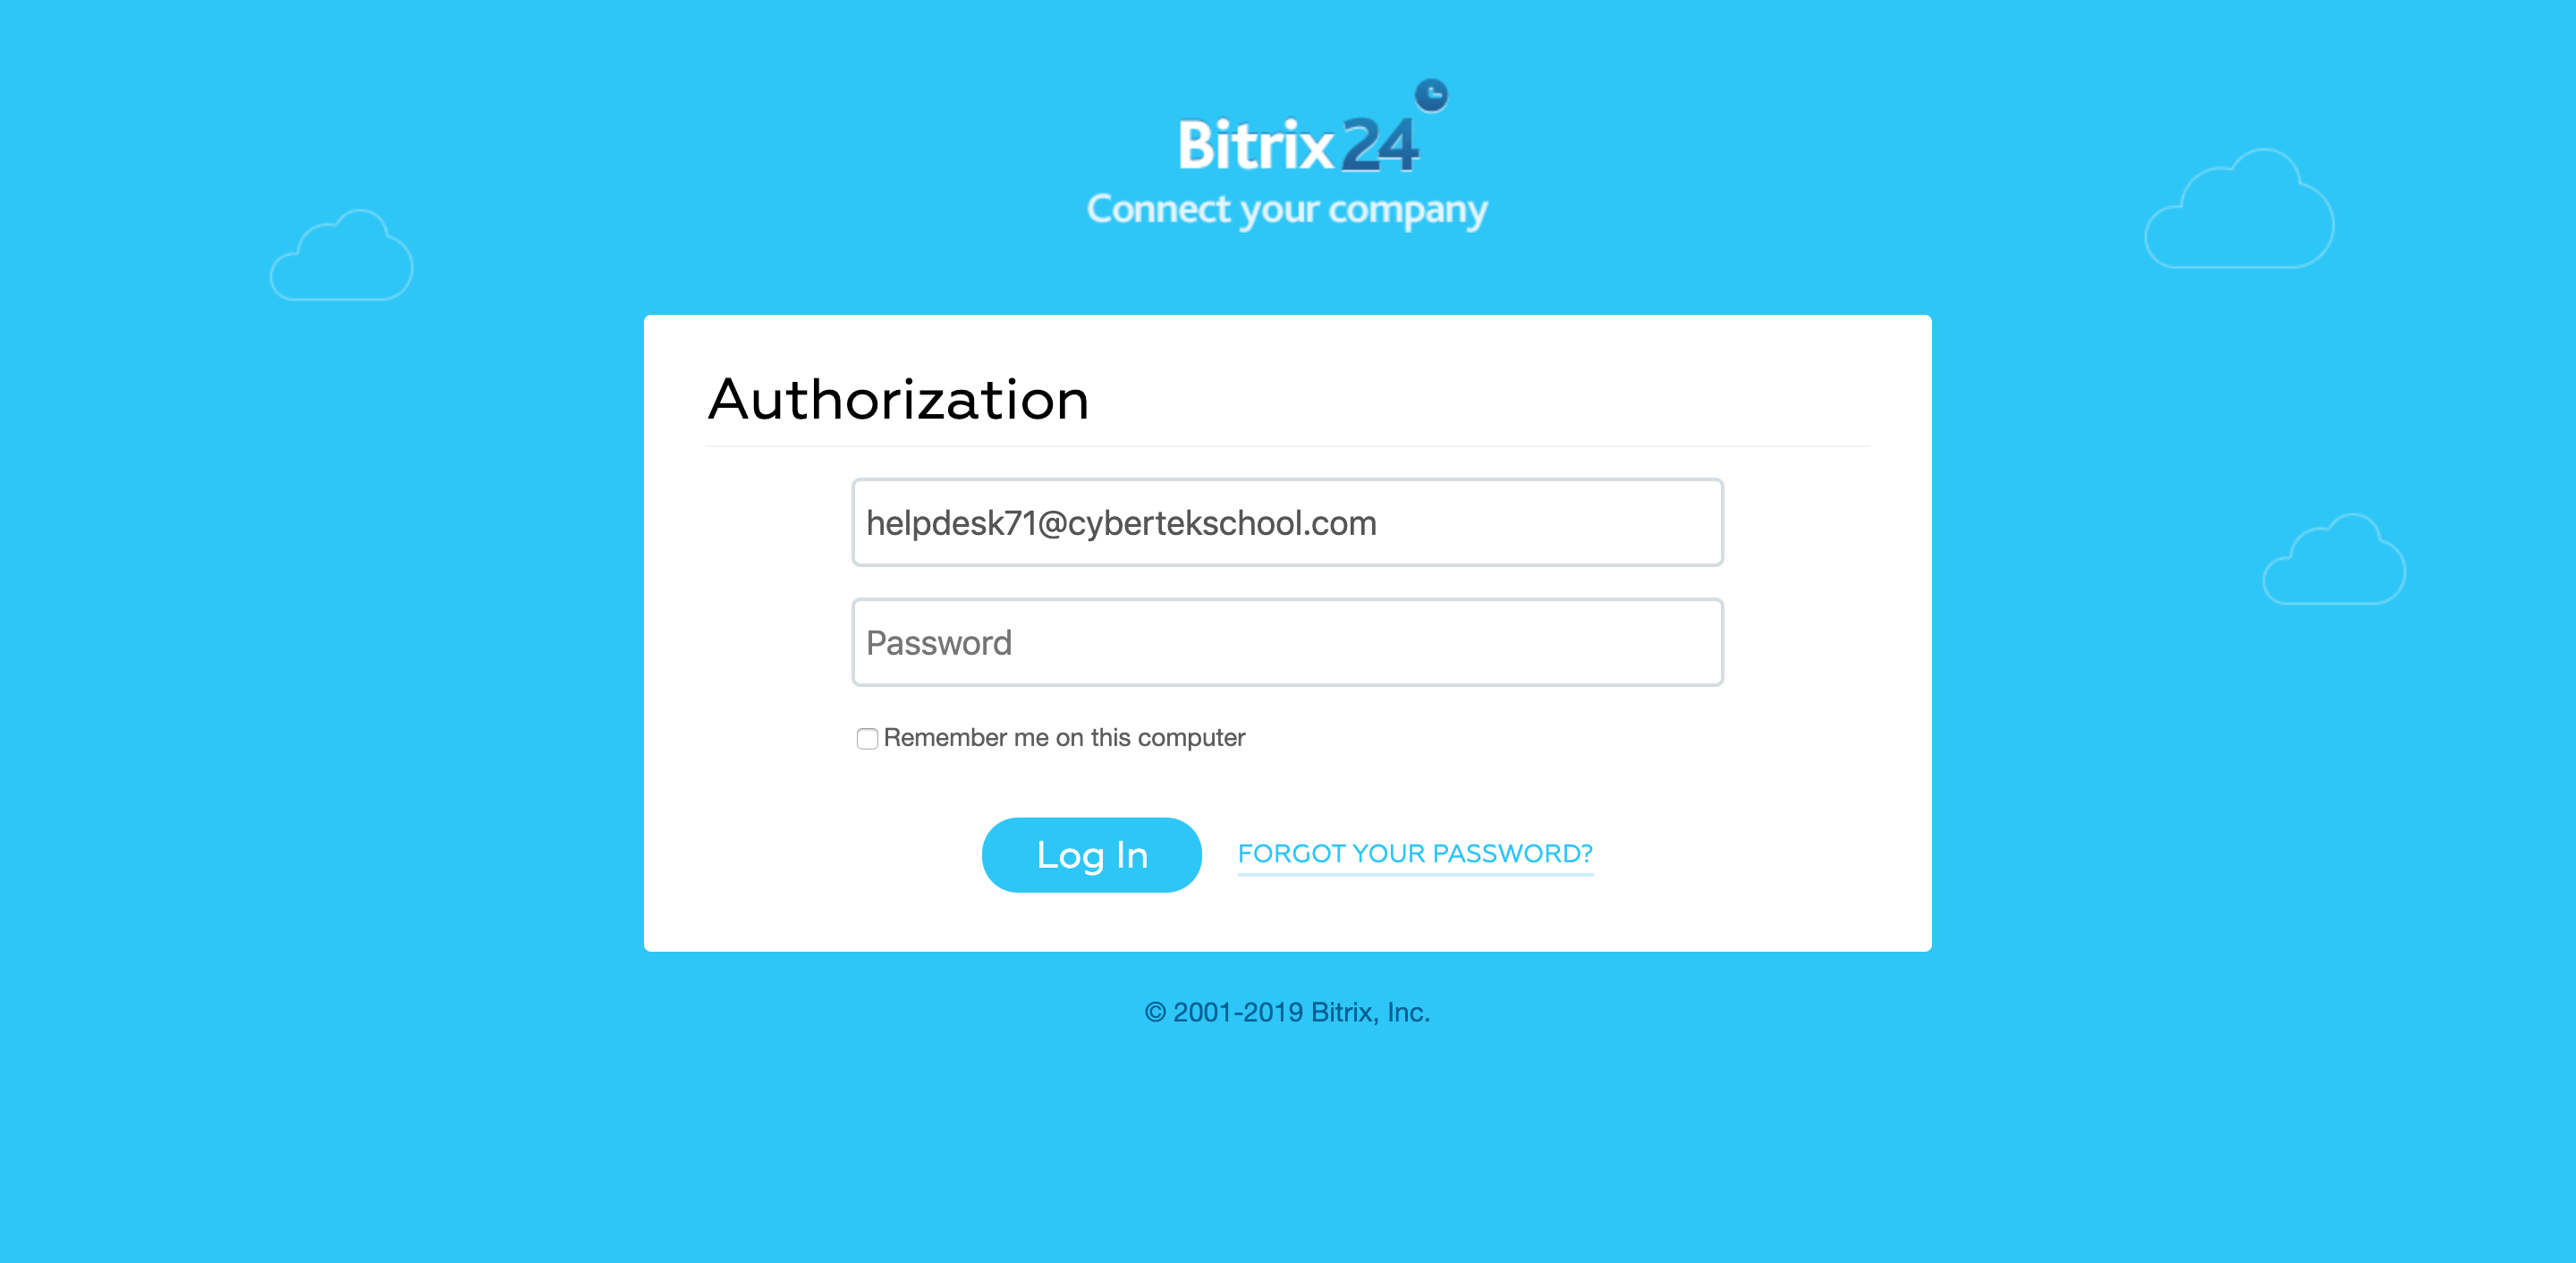 Bitrix24
Connect your company
Authorization
helpdesk71@cybertekschool.com
Password
Remember me on this computer
Log In FORGOT YOUR PASSWORD?
© 2001-2019 Bitrix, Inc.